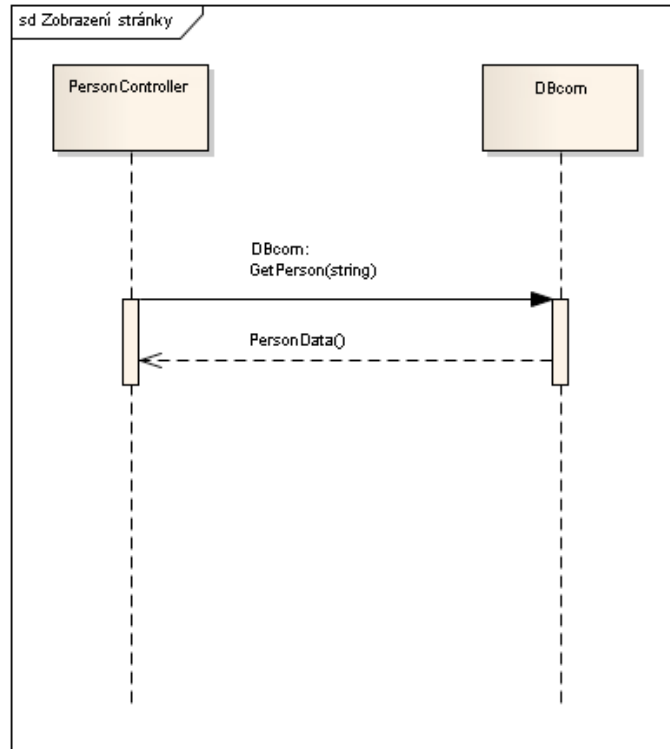 sd Zobrazení stránky
PersonController
DBcom
DBcom:
GetPerson(string)
PersonData()